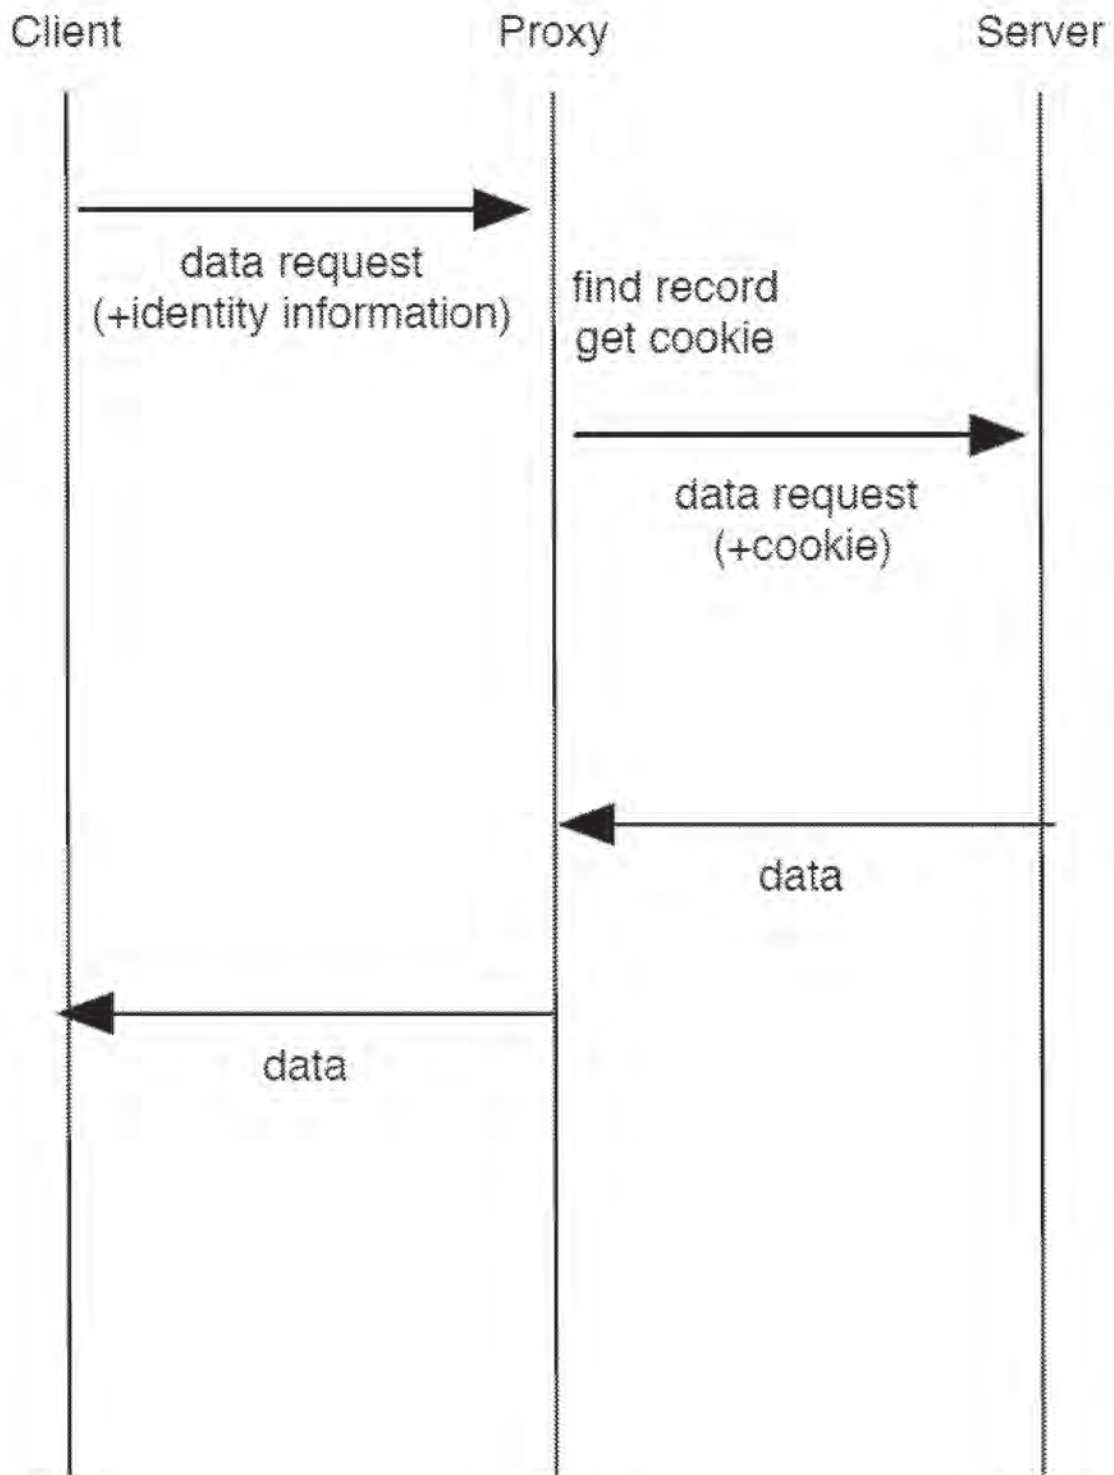 Client
Proxy
Server
data request
(+identity information)
find record
get cookie
data request
(+cookie)
data
data